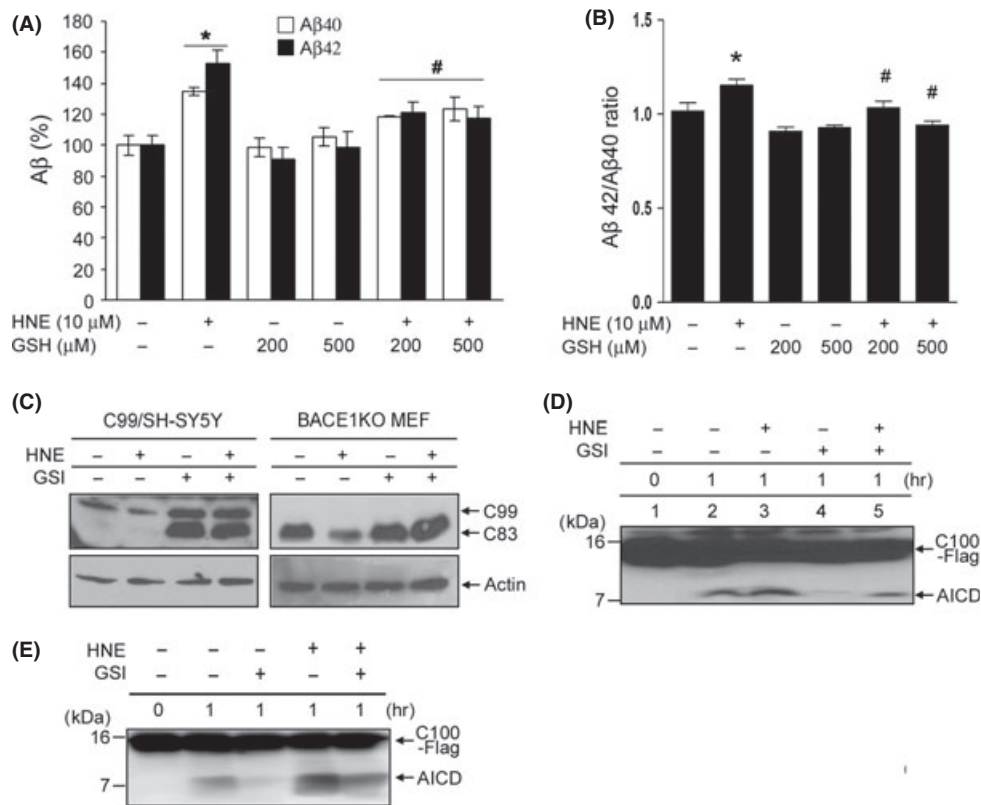 (A)
Aβ40
Aβ42
*
#
Aβ (%)
180
160
140
120
100
80
60
40
20
0
HNE (10 μM) – + – – + +
GSH (μM) – – 200 500 200 500
(B)
*
#
#
Aβ 42/Aβ40 ratio
1.5
1.0
0.5
0.0
HNE (10 μM) – + – – + +
GSH (μM) – – 200 500 200 500
(C)
C99/SH-SY5Y BACE1KO MEF
HNE – + – + – + – +
GSI – – + + – – + +
C99
C83
Actin
(D)
HNE – – + – +
GSI – – – + +
0 1 1 1 1 (hr)
(kDa) 1 2 3 4 5
16
C100
-Flag
7
AICD
(E)
HNE – – – + +
GSI – – + – +
(kDa) 0 1 1 1 1 (hr)
16
C100
-Flag
7
AICD